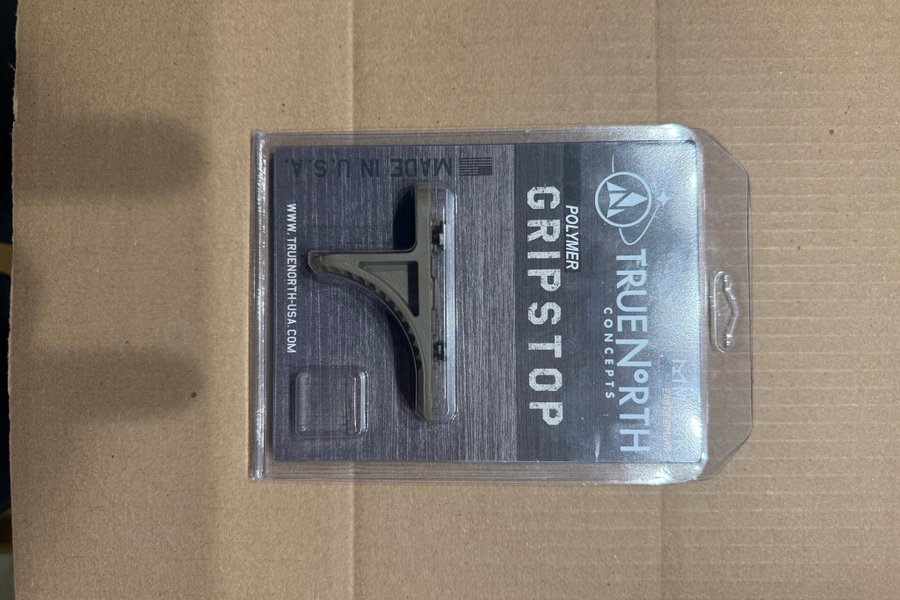 TRUENORTH
CONCEPTS
POLYMER
GRIPSTOP
MADE IN U.S.A.
WWW.TRUENORTH-USA.COM